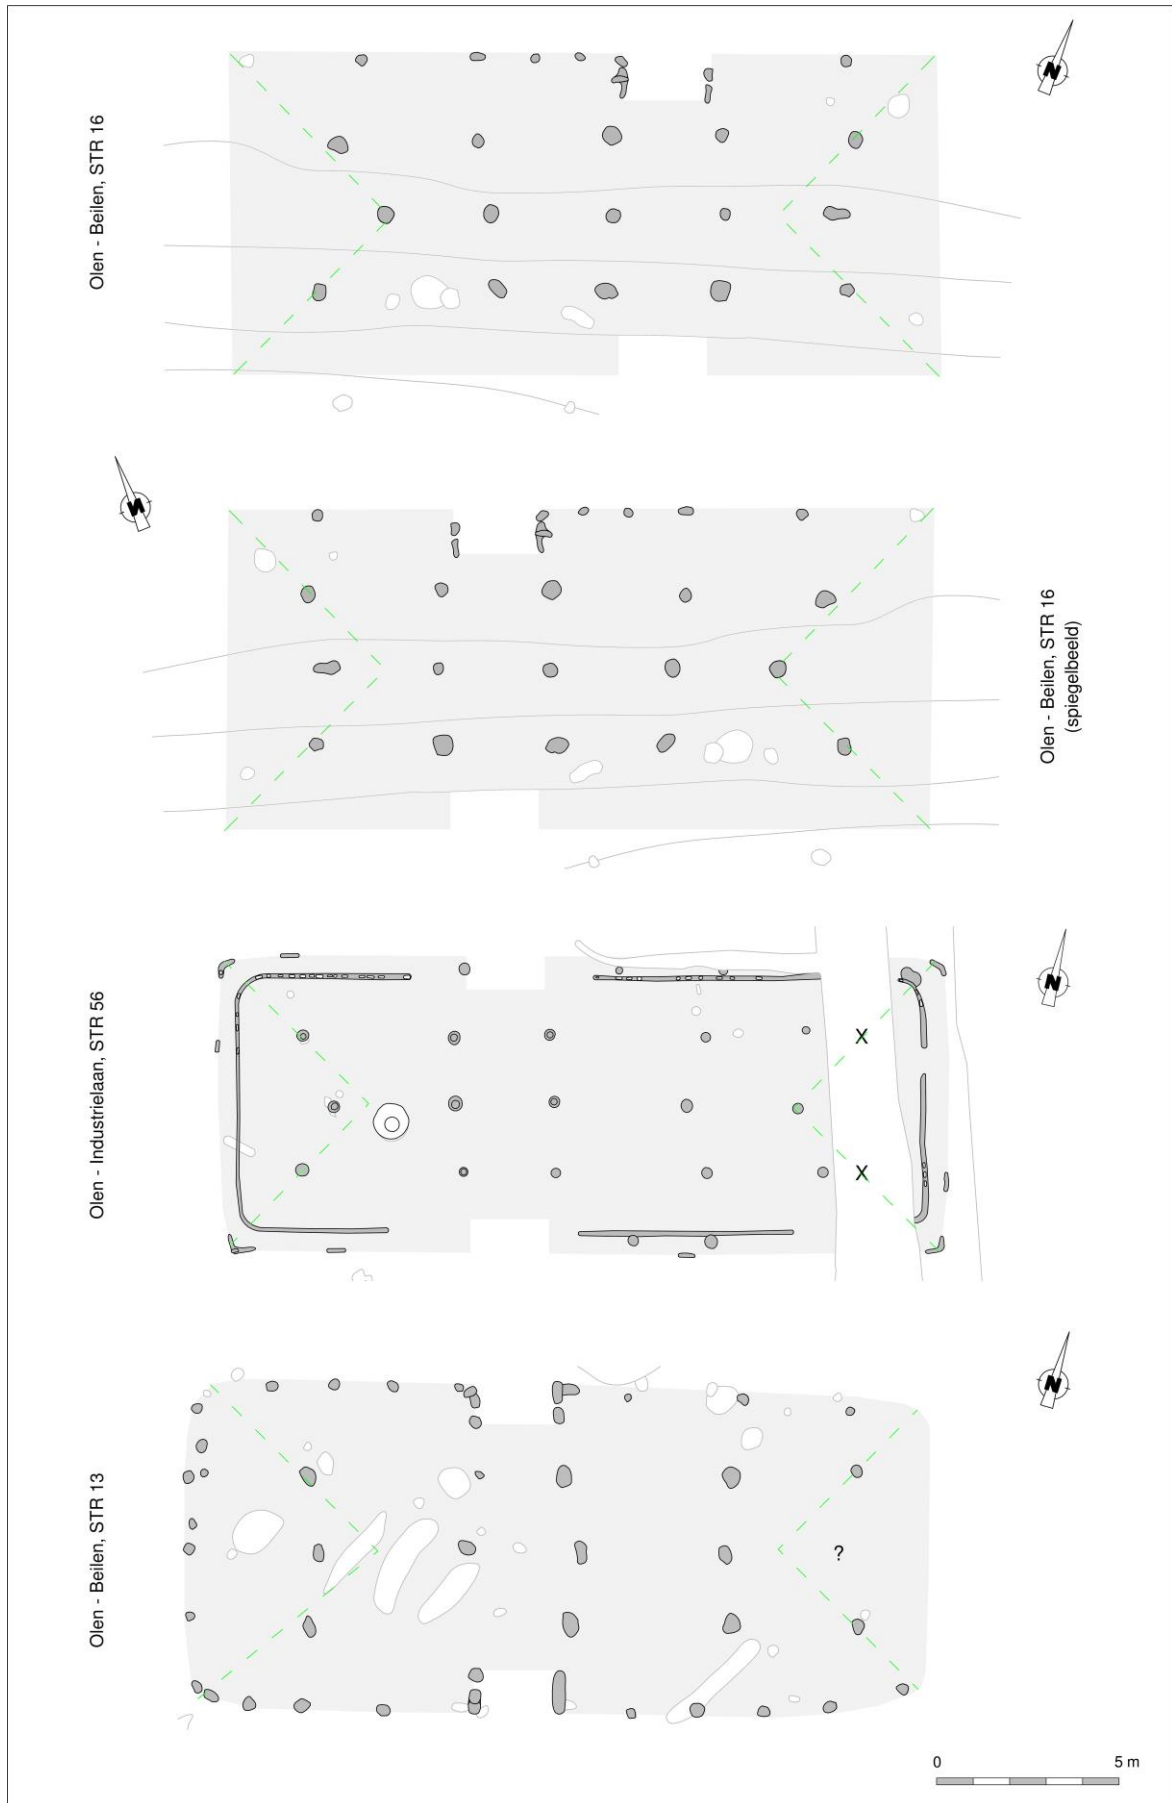 Olen - Beilen, STR 16
N
N
Olen - Beilen, STR 16
(spiegelbeeld)
Olen - Industrielaan, STR 56
N
X
X
Olen - Beilen, STR 13
N
?
0 5 m